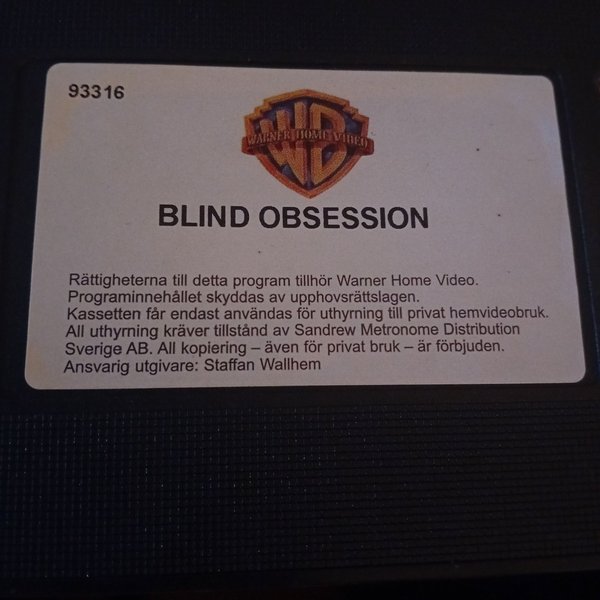 93316
WB
WARNER HOME VIDEO
BLIND OBSESSION
Rättigheterna till detta program tillhör Warner Home Video.
Programinnehållet skyddas av upphovsrättslagen.
Kassetten får endast användas för uthyrning till privat hemvideobruk.
All uthyrning kräver tillstånd av Sandrew Metronome Distribution
Sverige AB. All kopiering – även för privat bruk – är förbjuden.
Ansvarig utgivare: Staffan Wallhem